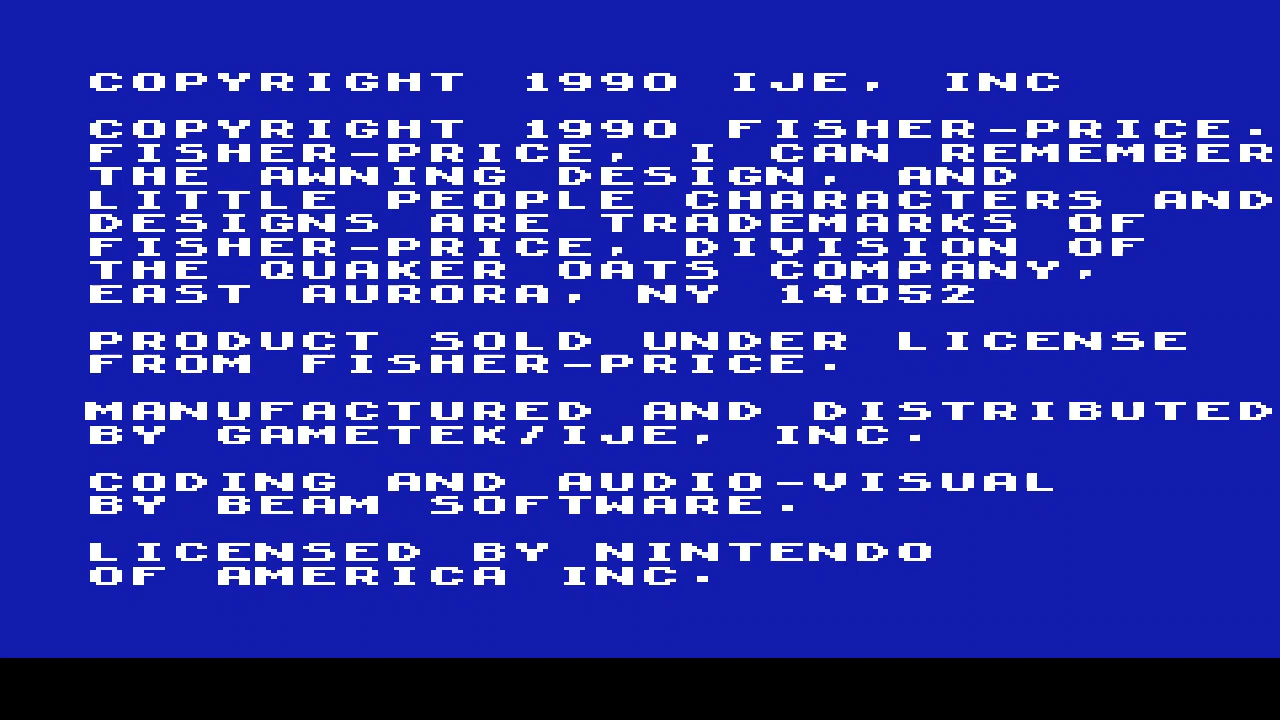 COPYRIGHT 1990 IJE, INC
COPYRIGHT 1990 FISHER-PRICE.
FISHER-PRICE, I CAN REMEMBER
THE AWNING DESIGN, AND
LITTLE PEOPLE CHARACTERS AND
DESIGNS ARE TRADEMARKS OF
FISHER-PRICE, DIVISION OF
THE QUAKER OATS COMPANY,
EAST AURORA, NY 14052
PRODUCT SOLD UNDER LICENSE
FROM FISHER-PRICE.
MANUFACTURED AND DISTRIBUTED
BY GAMETEK/IJE, INC.
CODING AND AUDIO-VISUAL
BY BEAM SOFTWARE.
LICENSED BY NINTENDO
OF AMERICA INC.